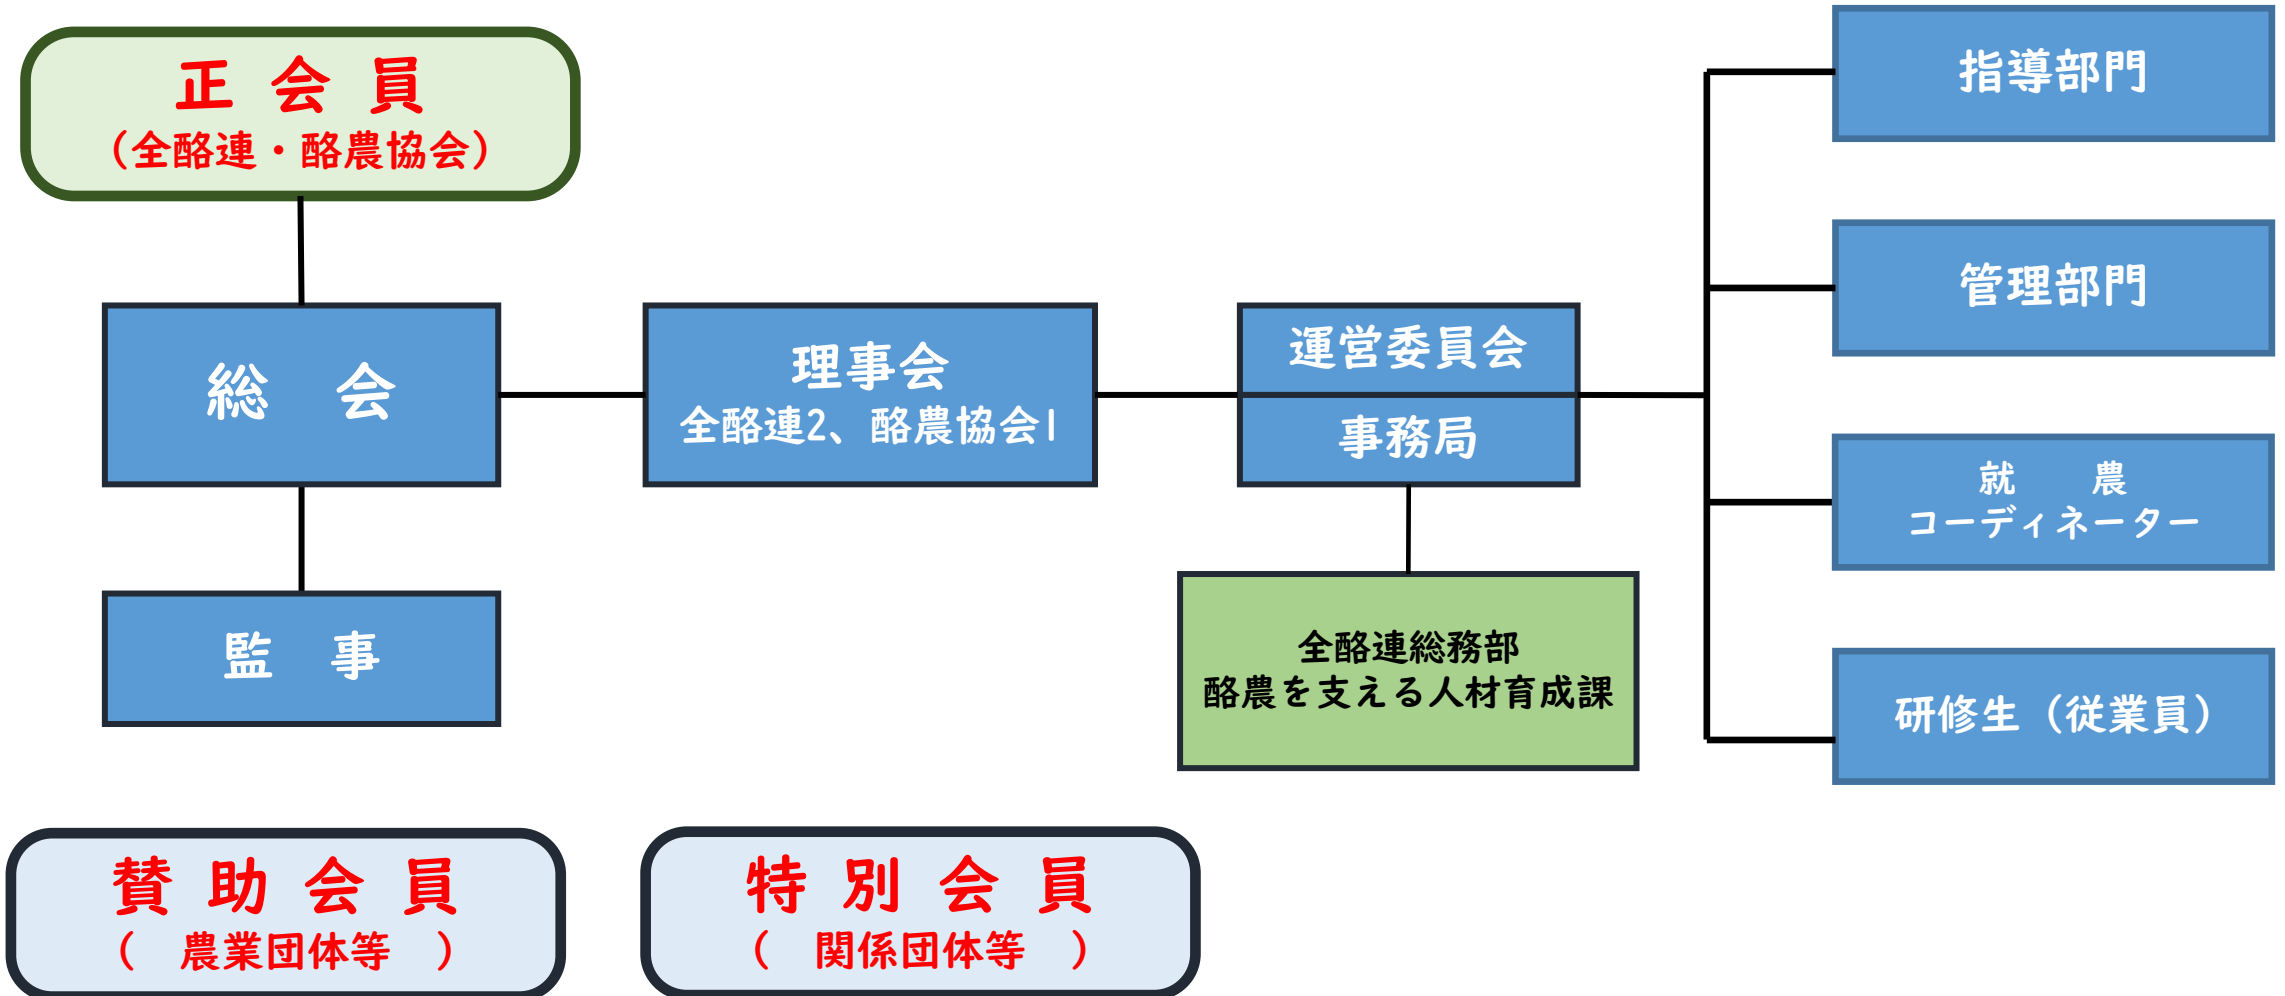 正 会 員
（全酪連・酪農協会）
総　会
監　事
理事会
全酪連2、酪農協会1
運営委員会
事務局
全酪連総務部
酪農を支える人材育成課
指導部門
管理部門
就　農
コーディネーター
研修生（従業員）
賛 助 会 員
（　農業団体等　）
特 別 会 員
（　関係団体等　）